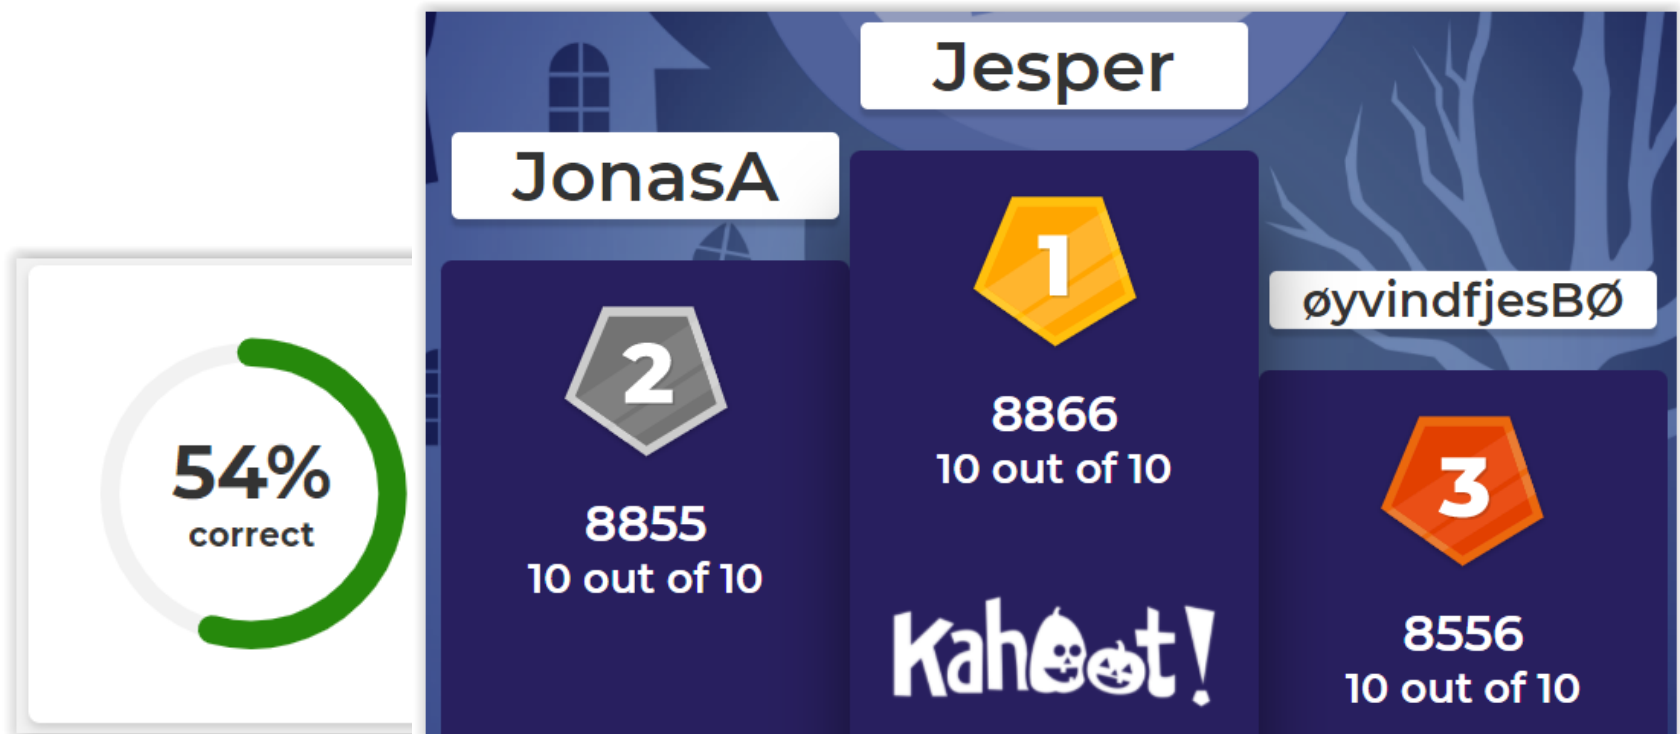 54%
correct
JonasA
2
8855
10 out of 10
Jesper
1
8866
10 out of 10
Kahoot!
øyvindfjesBØ
3
8556
10 out of 10